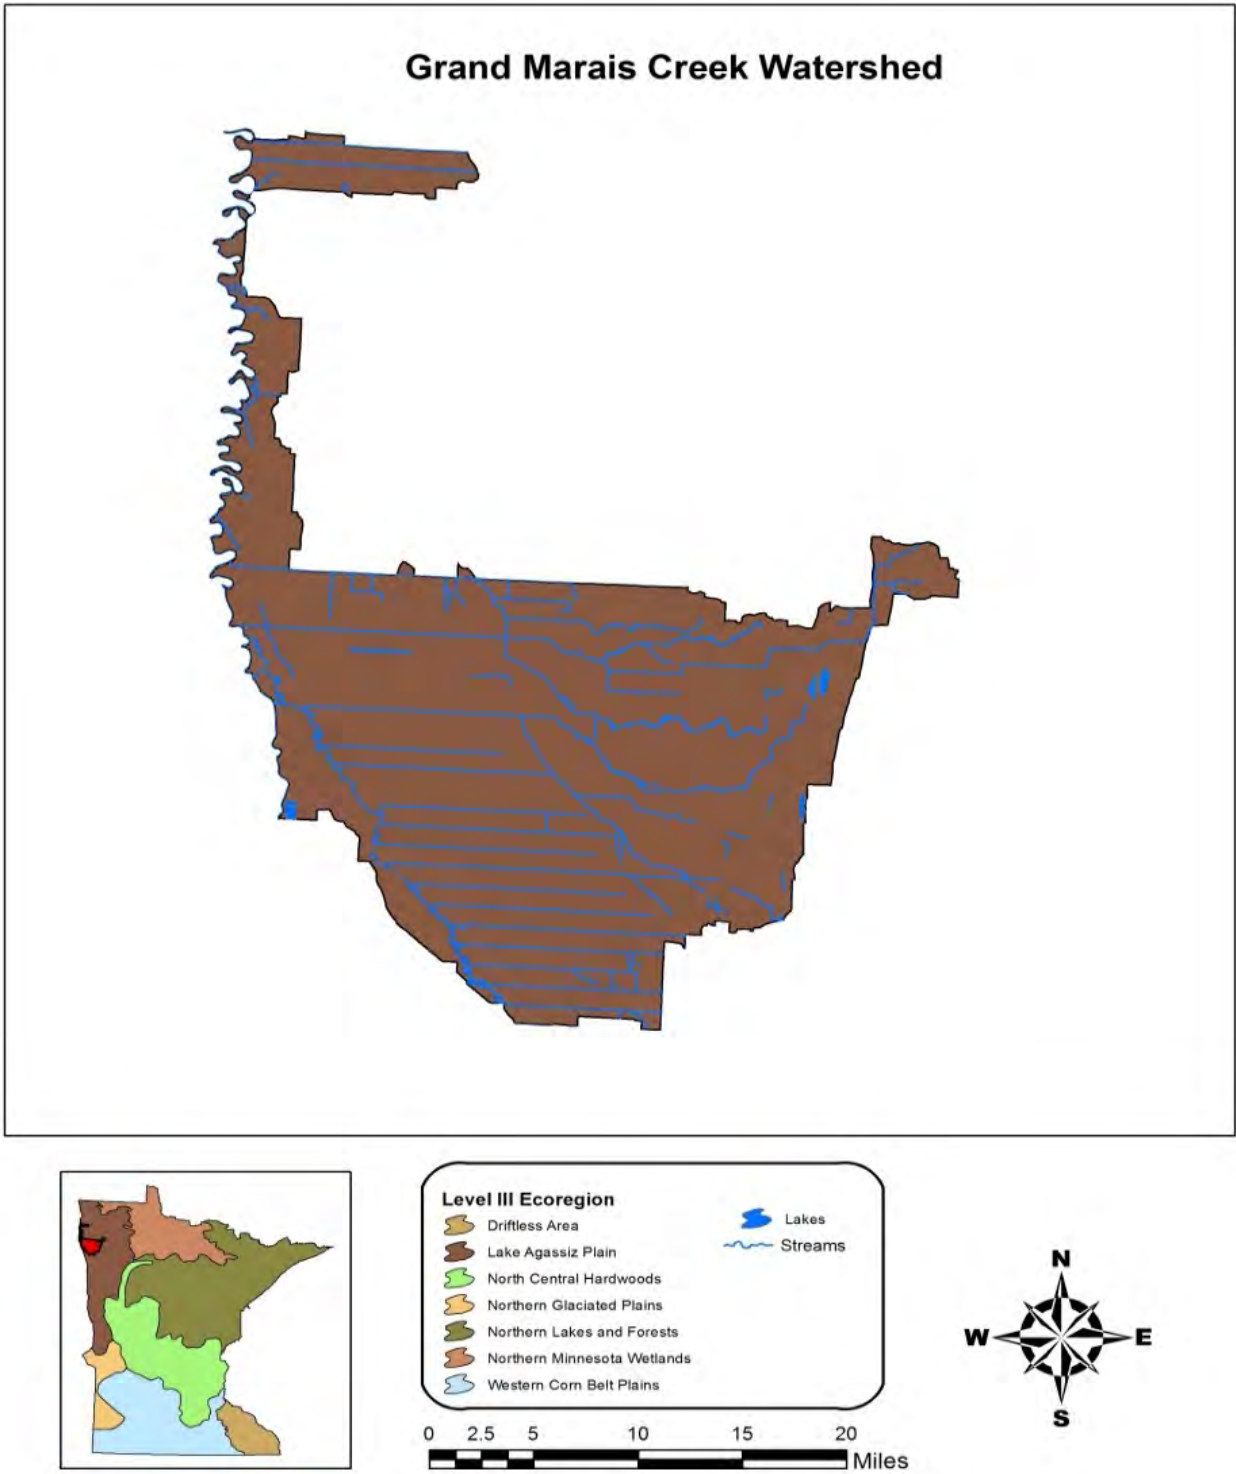 Grand Marais Creek Watershed
Level III Ecoregion
Driftless Area
Lake Agassiz Plain
North Central Hardwoods
Northern Glaciated Plains
Northern Lakes and Forests
Northern Minnesota Wetlands
Western Corn Belt Plains
Lakes
Streams
N
W E
S
0 2.5 5 10 15 20
Miles